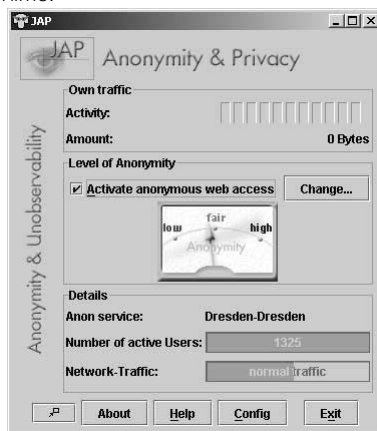 JAP
JAP Anonymity & Privacy
Anonymity & Unobservability
Own traffic
Activity:
Amount: 0 Bytes
Level of Anonymity
Activate anonymous web access Change...
low fair high
Anonymity
Details
Anon service: Dresden-Dresden
Number of active Users: 1325
Network-Traffic: normal traffic
About Help Config Exit